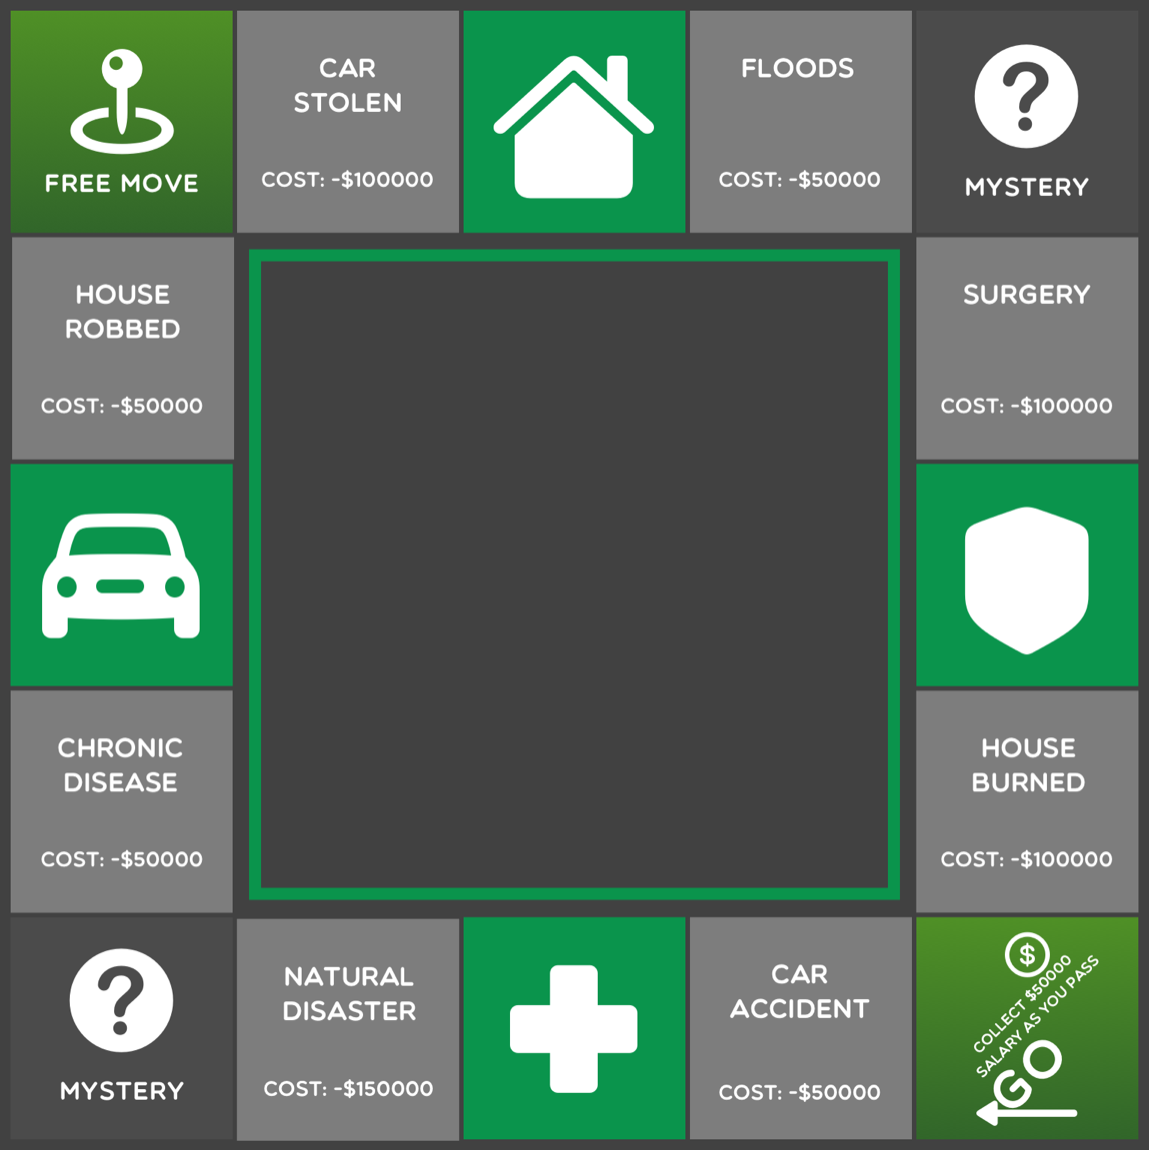 FREE MOVE
CAR
STOLEN
COST: -$100000
FLOODS
COST: -$50000
?
MYSTERY
HOUSE
ROBBED
COST: -$50000
SURGERY
COST: -$100000
CHRONIC
DISEASE
COST: -$50000
HOUSE
BURNED
COST: -$100000
?
MYSTERY
NATURAL
DISASTER
COST: -$150000
CAR
ACCIDENT
COST: -$50000
$
COLLECT $50000
SALARY AS YOU PASS
GO